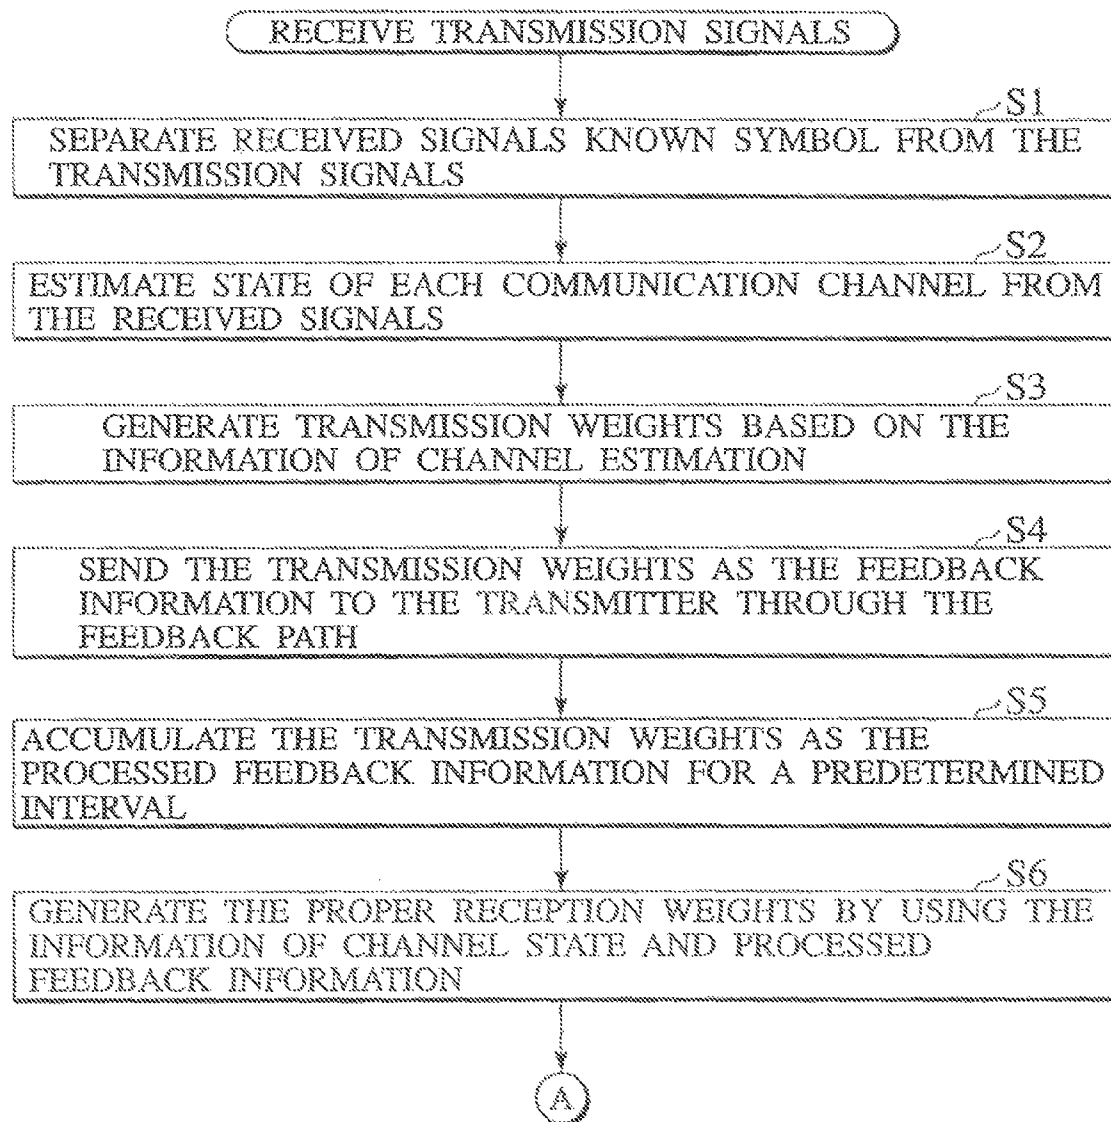 RECEIVE TRANSMISSION SIGNALS
S1
SEPARATE RECEIVED SIGNALS KNOWN SYMBOL FROM THE
TRANSMISSION SIGNALS
S2
ESTIMATE STATE OF EACH COMMUNICATION CHANNEL FROM
THE RECEIVED SIGNALS
S3
GENERATE TRANSMISSION WEIGHTS BASED ON THE
INFORMATION OF CHANNEL ESTIMATION
S4
SEND THE TRANSMISSION WEIGHTS AS THE FEEDBACK
INFORMATION TO THE TRANSMITTER THROUGH THE
FEEDBACK PATH
S5
ACCUMULATE THE TRANSMISSION WEIGHTS AS THE
PROCESSED FEEDBACK INFORMATION FOR A PREDETERMINED
INTERVAL
S6
GENERATE THE PROPER RECEPTION WEIGHTS BY USING THE
INFORMATION OF CHANNEL STATE AND PROCESSED
FEEDBACK INFORMATION
A